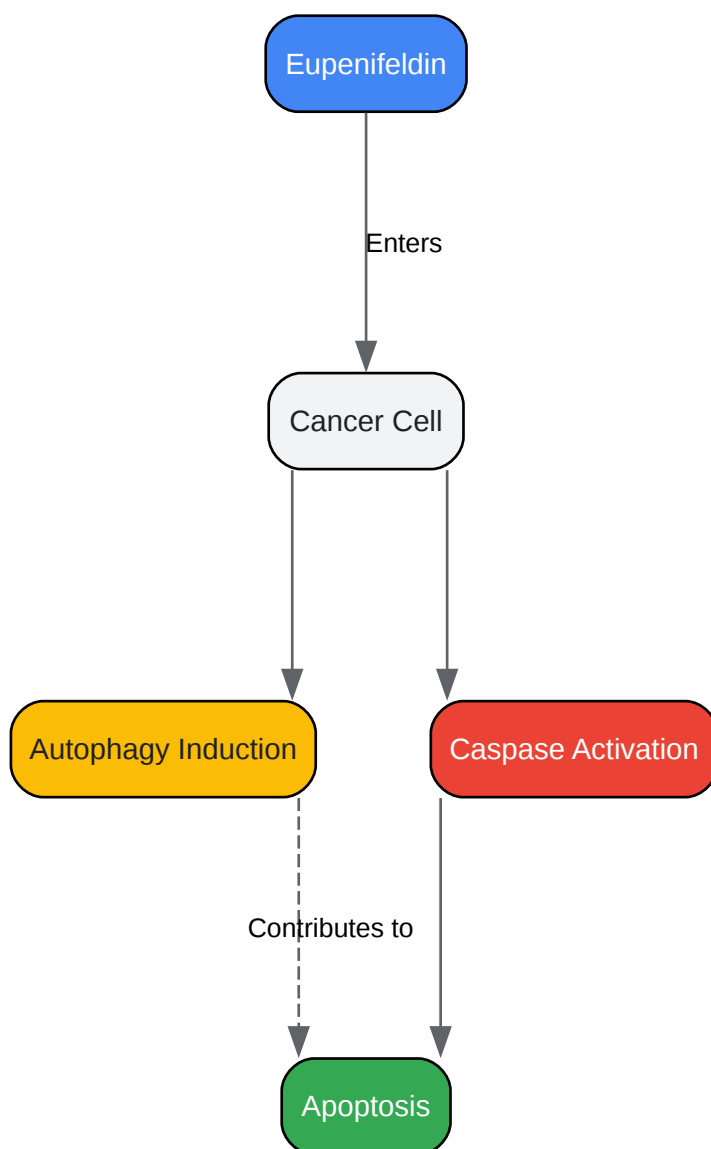 Eupenifeldin
Enters
Cancer Cell
Autophagy Induction
Caspase Activation
Contributes to
Apoptosis